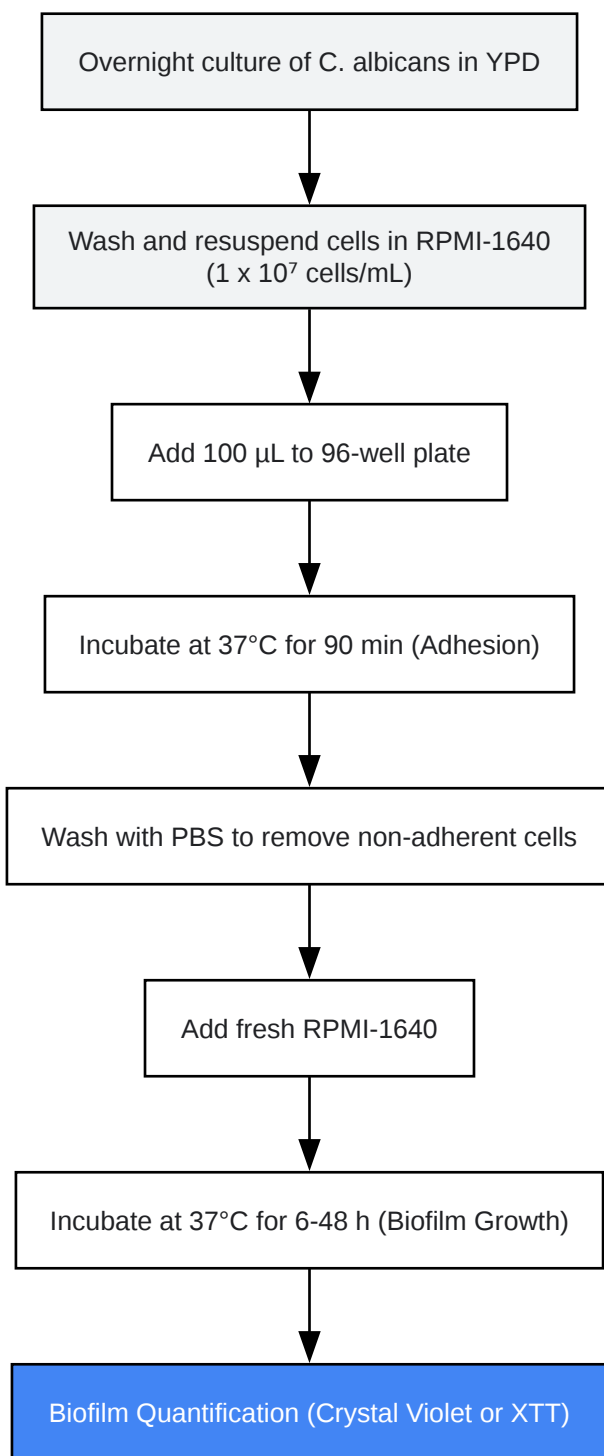 Overnight culture of C. albicans in YPD
Wash and resuspend cells in RPMI-1640
(1 x 10⁷ cells/mL)
Add 100 µL to 96-well plate
Incubate at 37°C for 90 min (Adhesion)
Wash with PBS to remove non-adherent cells
Add fresh RPMI-1640
Incubate at 37°C for 6-48 h (Biofilm Growth)
Biofilm Quantification (Crystal Violet or XTT)